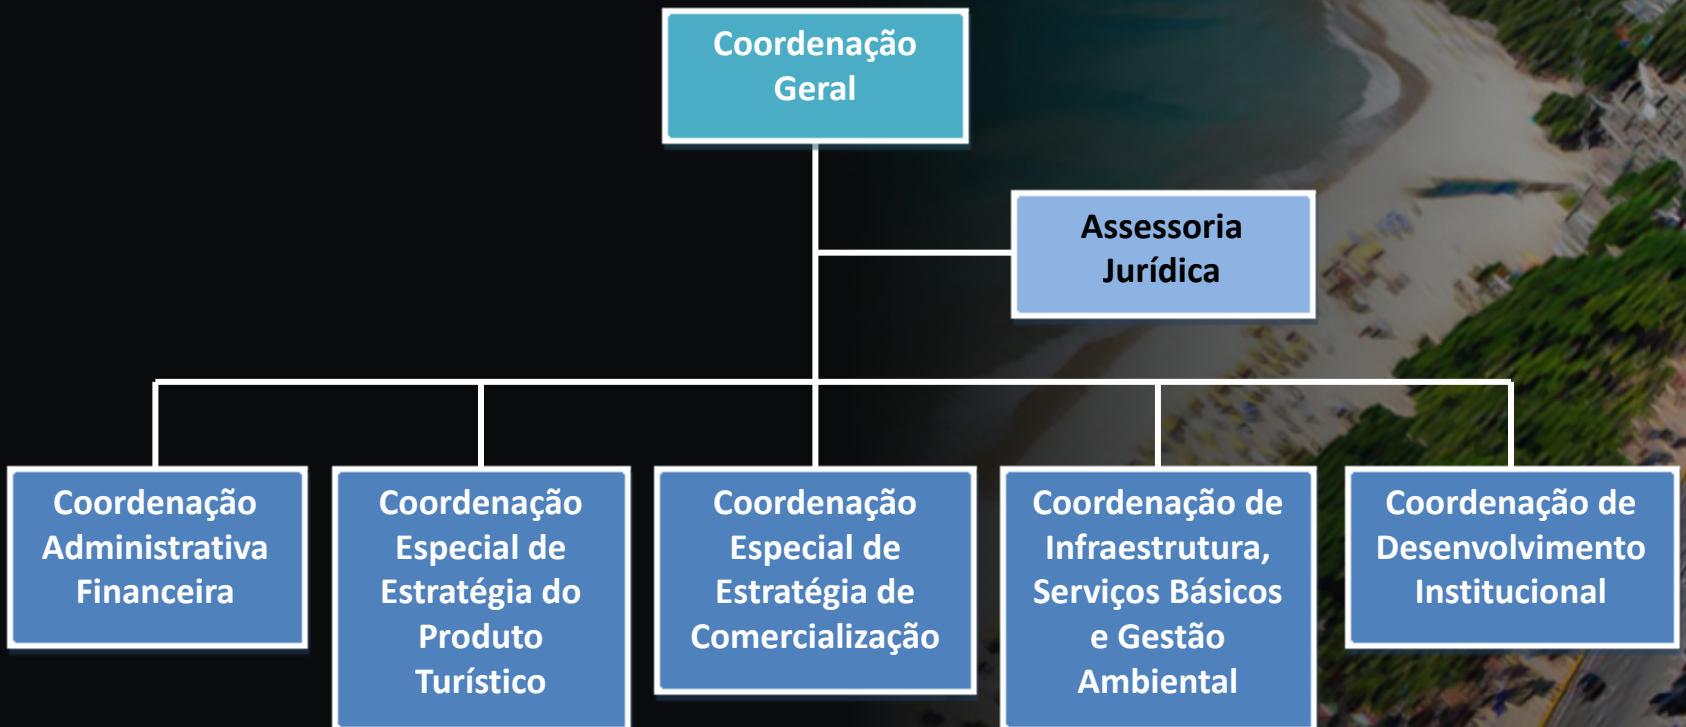 Coordenação
Geral
Assessoria
Jurídica
Coordenação
Administrativa
Financeira
Coordenação
Especial de
Estratégia do
Produto
Turístico
Coordenação
Especial de
Estratégia de
Comercialização
Coordenação de
Infraestrutura,
Serviços Básicos
e Gestão
Ambiental
Coordenação de
Desenvolvimento
Institucional